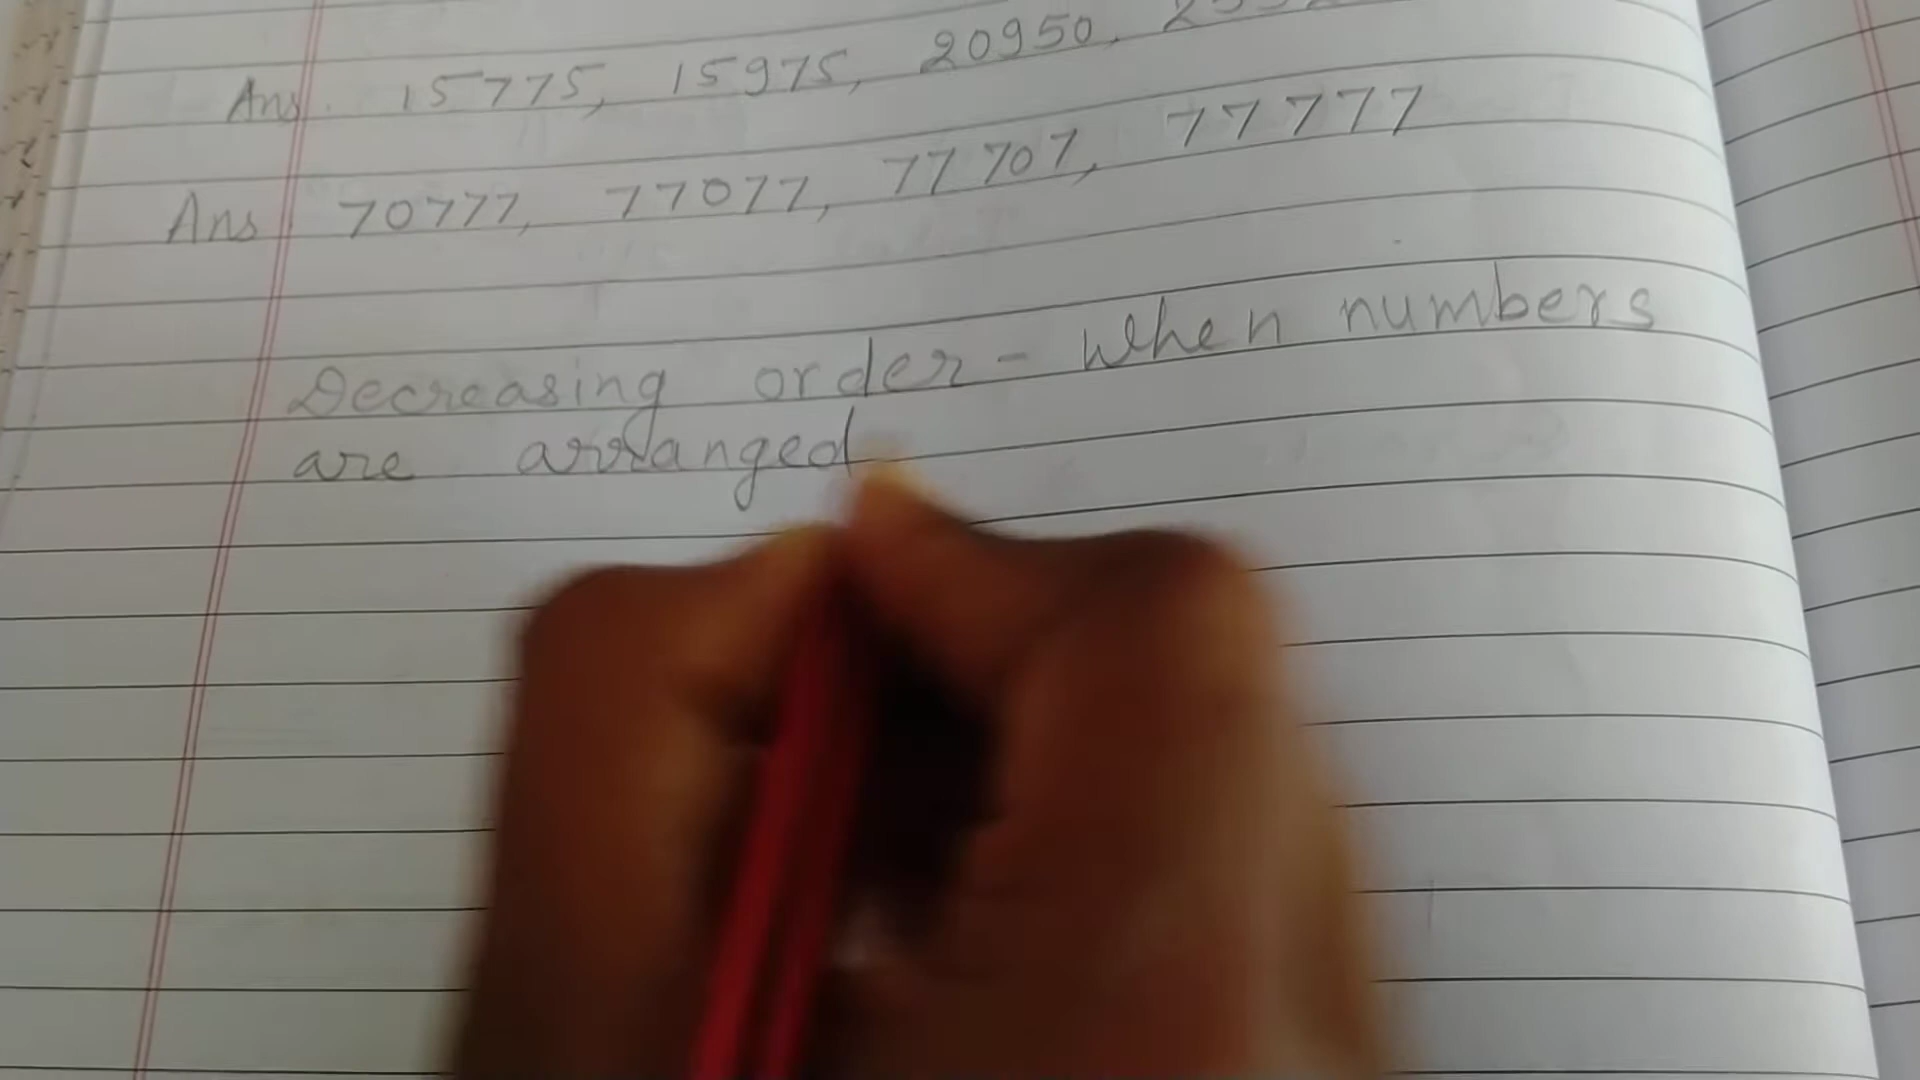 Ans. 15775, 15975, 20950,
Ans 70777, 77077, 77707, 77777
Decreasing order - When numbers
are arranged